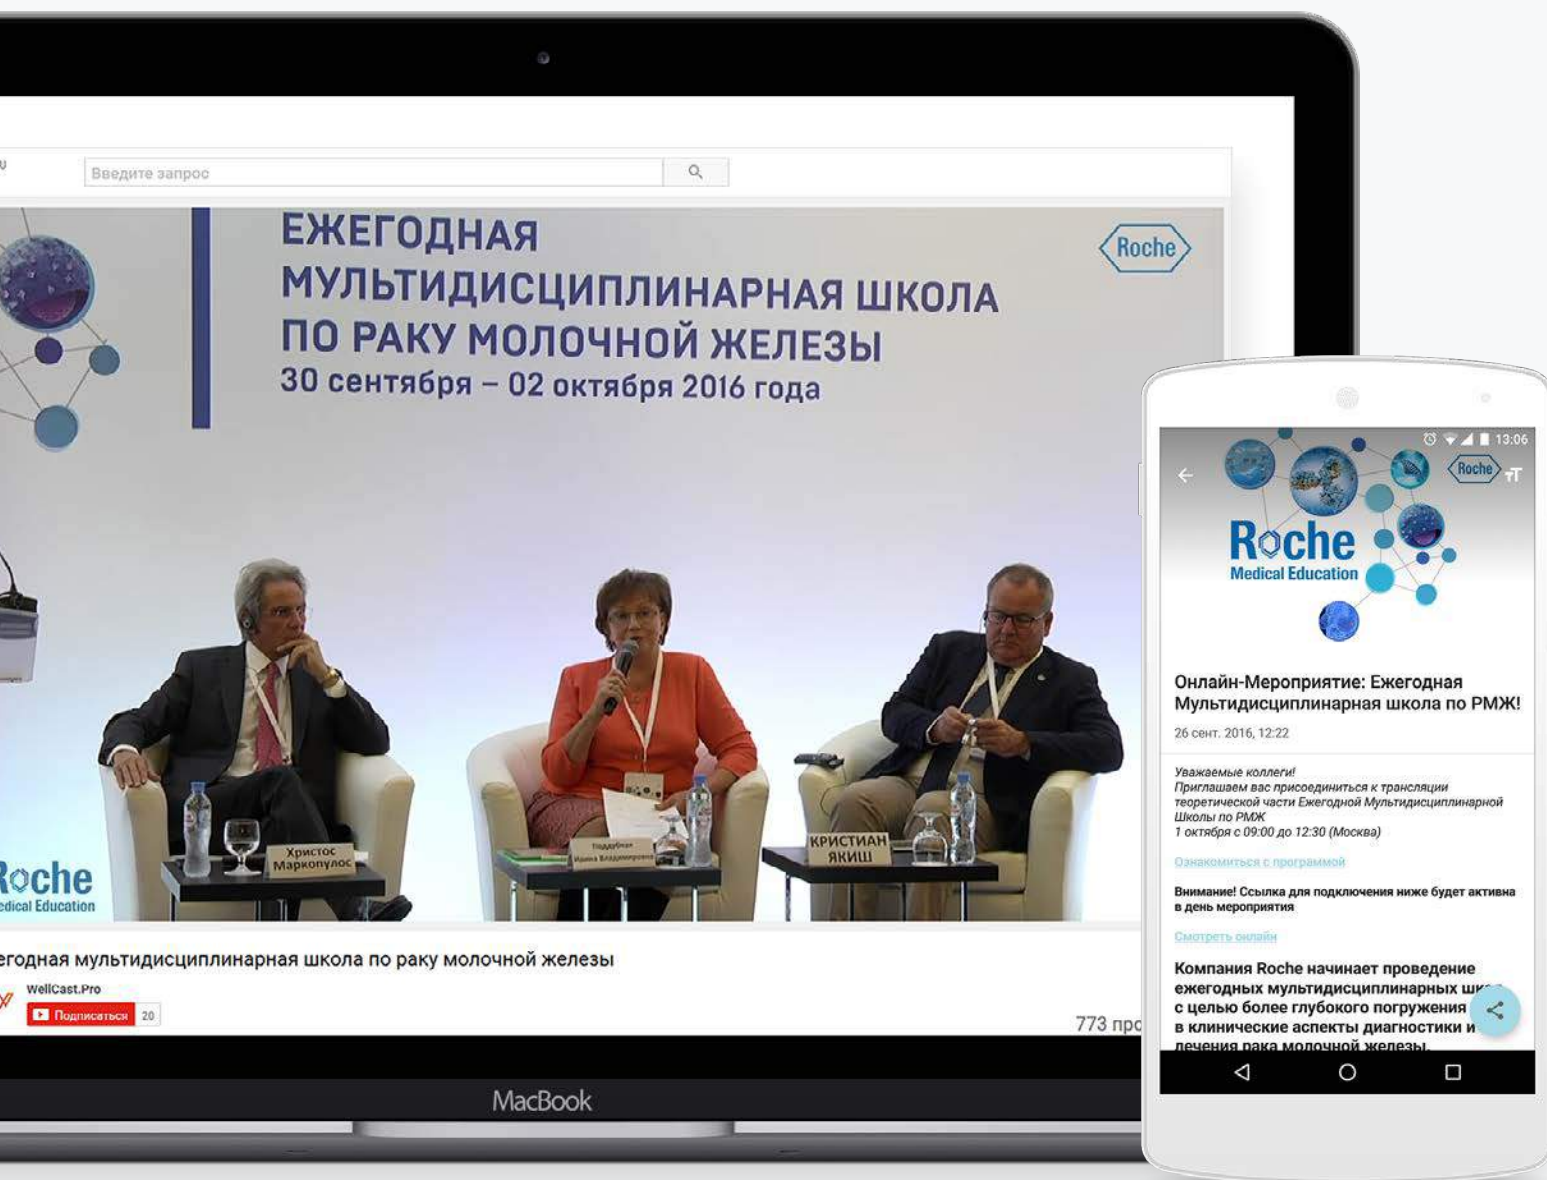 Введите запрос
ЕЖЕГОДНАЯ
МУЛЬТИДИСЦИПЛИНАРНАЯ ШКОЛА
ПО РАКУ МОЛОЧНОЙ ЖЕЛЕЗЫ
30 сентября – 02 октября 2016 года
Roche
Христос
Маркопулос
Поддубная
Ирина Владимировна
КРИСТИАН
ЯКИШ
Roche
edical Education
егодная мультидисциплинарная школа по раку молочной железы
WellCast.Pro
Подписаться 20
773 про
MacBook
13:06
Roche
Roche
Medical Education
Онлайн-Мероприятие: Ежегодная
Мультидисциплинарная школа по РМЖ!
26 сент. 2016, 12:22
Уважаемые коллеги!
Приглашаем вас присоединиться к трансляции
теоретической части Ежегодной Мультидисциплинарной
Школы по РМЖ
1 октября с 09:00 до 12:30 (Москва)
Ознакомиться с программой
Внимание! Ссылка для подключения ниже будет активна
в день мероприятия
Смотреть онлайн
Компания Roche начинает проведение
ежегодных мультидисциплинарных шк
с целью более глубокого погружения
в клинические аспекты диагностики и
лечения рака молочной железы.